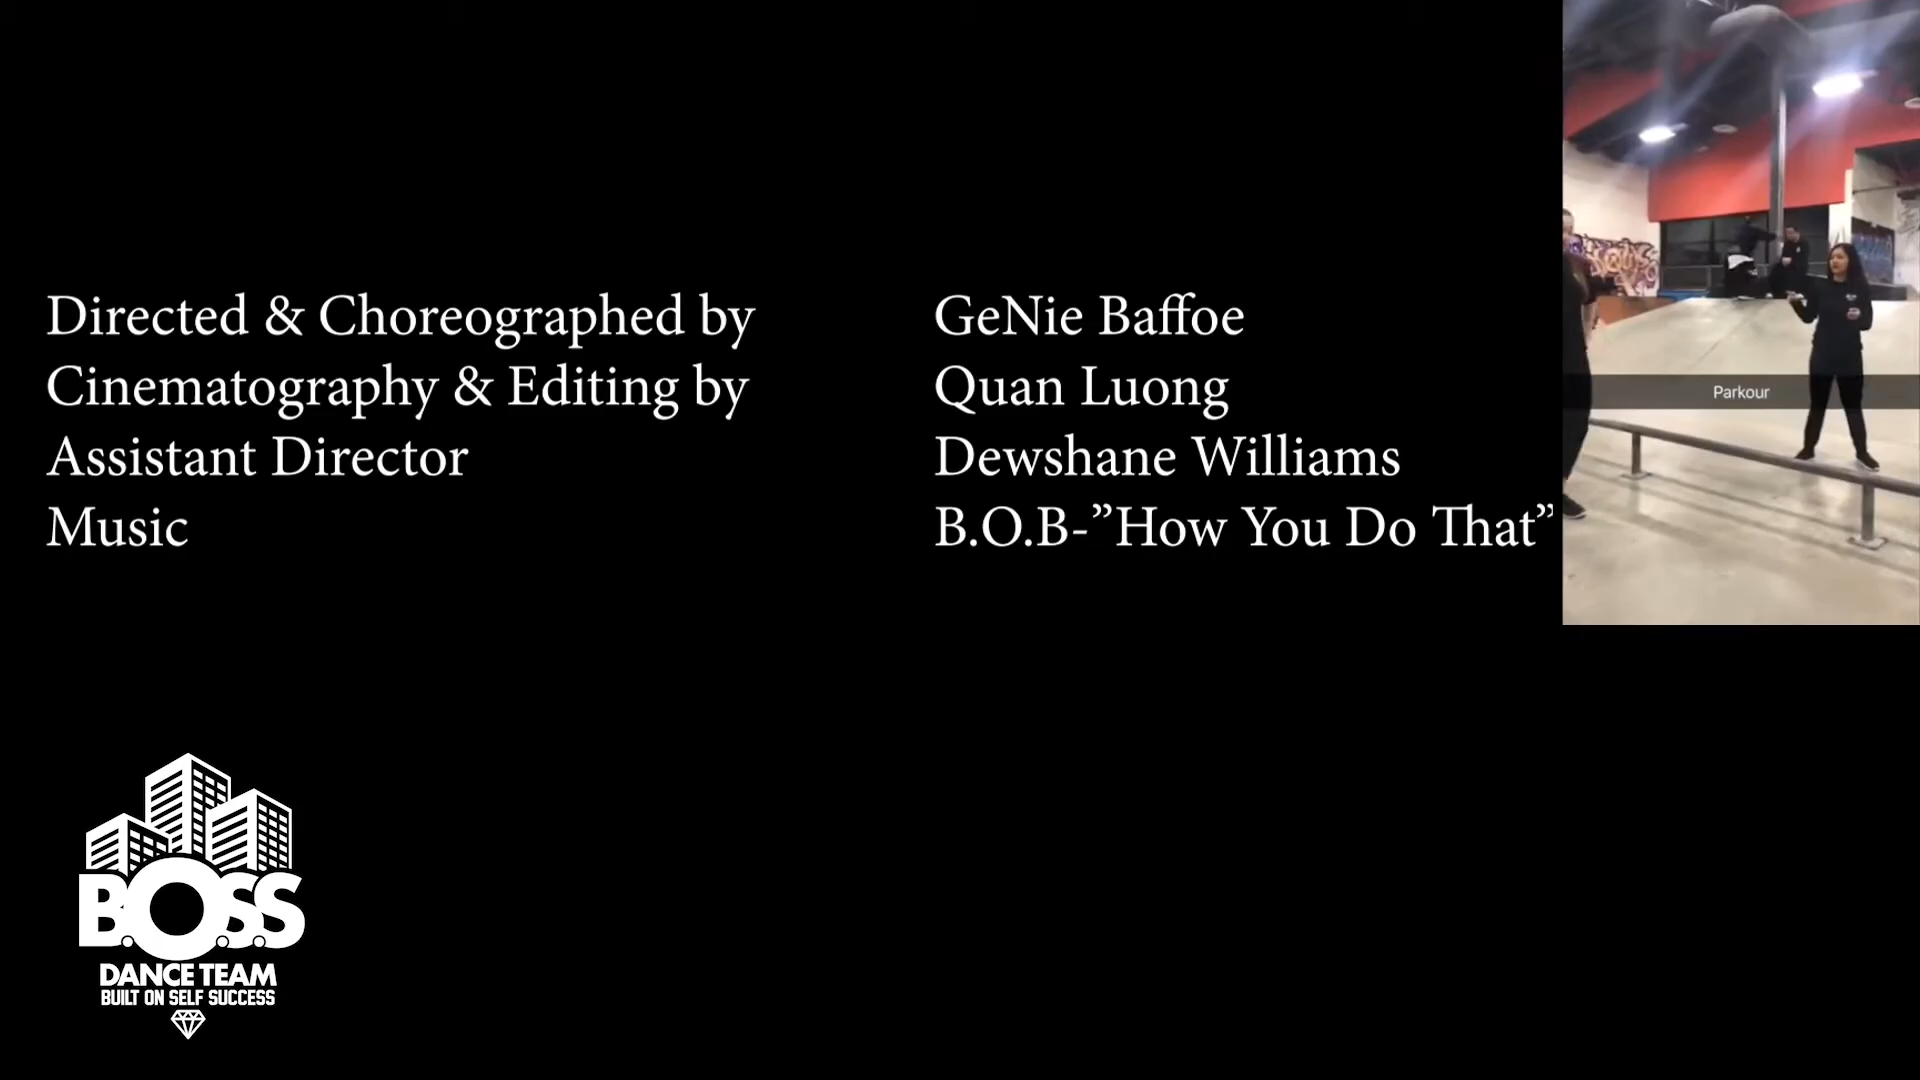 Directed & Choreographed by GeNie Baffoe
Cinematography & Editing by Quan Luong
Assistant Director Dewshane Williams
Music B.O.B-”How You Do That”
Parkour
B.O.S.S
DANCE TEAM
BUILT ON SELF SUCCESS